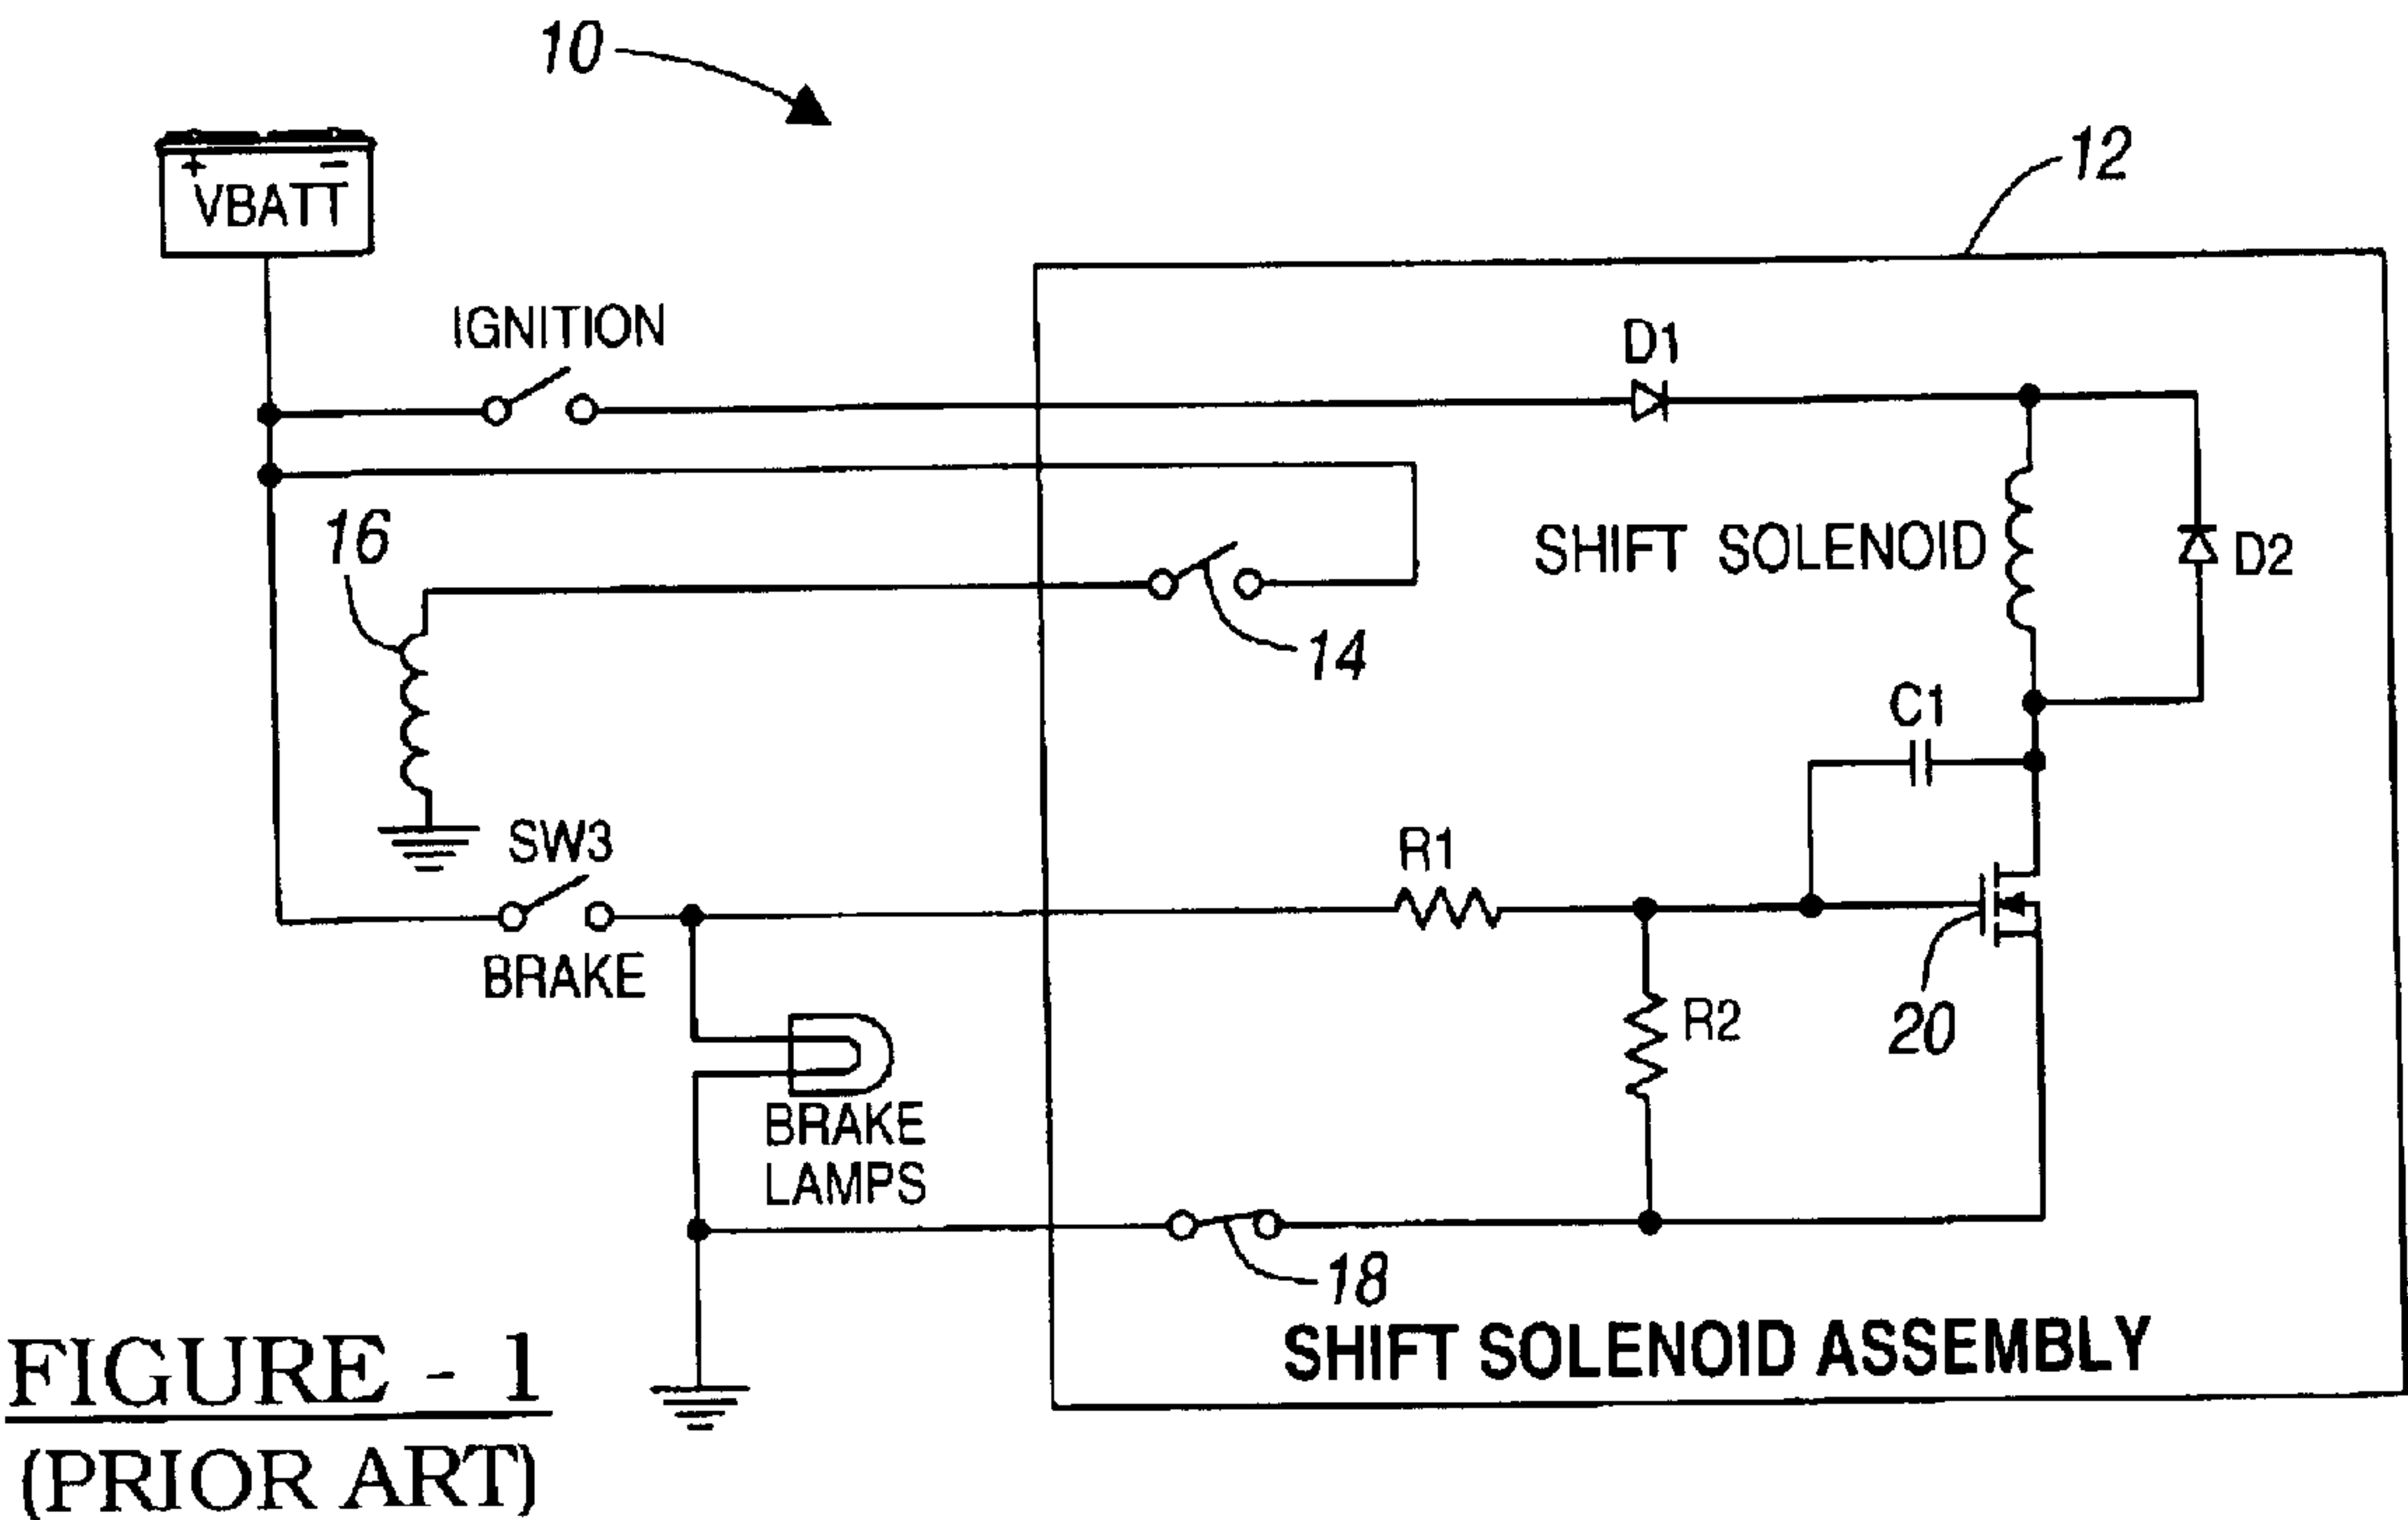 10
12
+ −
VBATT
IGNITION
D1
16
SHIFT SOLENOID
D2
14
C1
SW3
R1
BRAKE
R2
20
BRAKE
LAMPS
18
SHIFT SOLENOID ASSEMBLY
FIGURE - 1
(PRIOR ART)